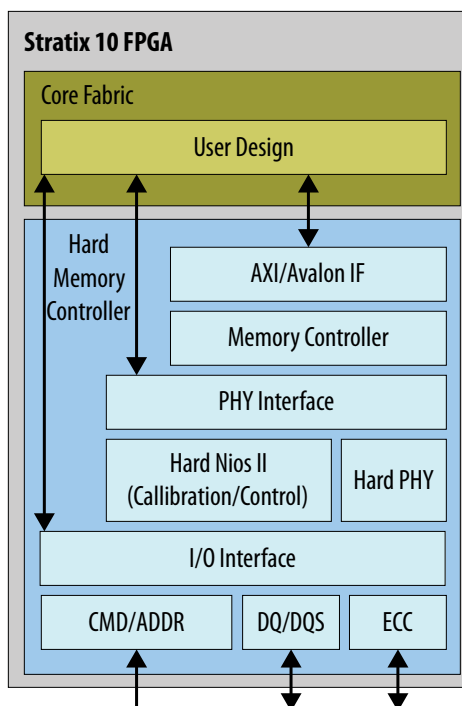 Stratix 10 FPGA
Core Fabric
User Design
Hard
Memory
Controller
AXI/Avalon IF
Memory Controller
PHY Interface
Hard Nios II
(Callibration/Control)
Hard PHY
I/O Interface
CMD/ADDR
DQ/DQS
ECC